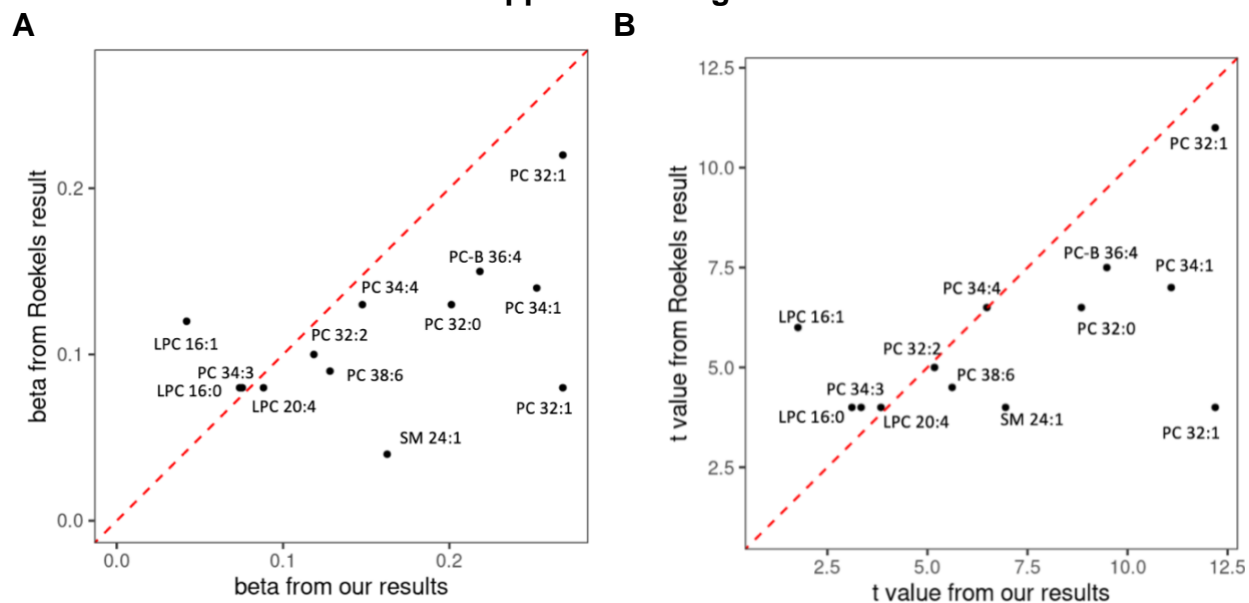 A
B
beta from Roekels result
0.2
0.1
0.0
PC 32:1
PC-B 36:4
PC 34:4
PC 34:1
PC 32:0
LPC 16:1
PC 32:2
PC 34:3
PC 38:6
LPC 16:0
LPC 20:4
PC 32:1
SM 24:1
0.0 0.1 0.2
beta from our results
t value from Roekels result
12.5
10.0
7.5
5.0
2.5
PC 32:1
PC-B 36:4
PC 34:1
PC 34:4
LPC 16:1
PC 32:0
PC 32:2
PC 38:6
PC 34:3
LPC 16:0
LPC 20:4
SM 24:1
PC 32:1
2.5 5.0 7.5 10.0 12.5
t value from our results